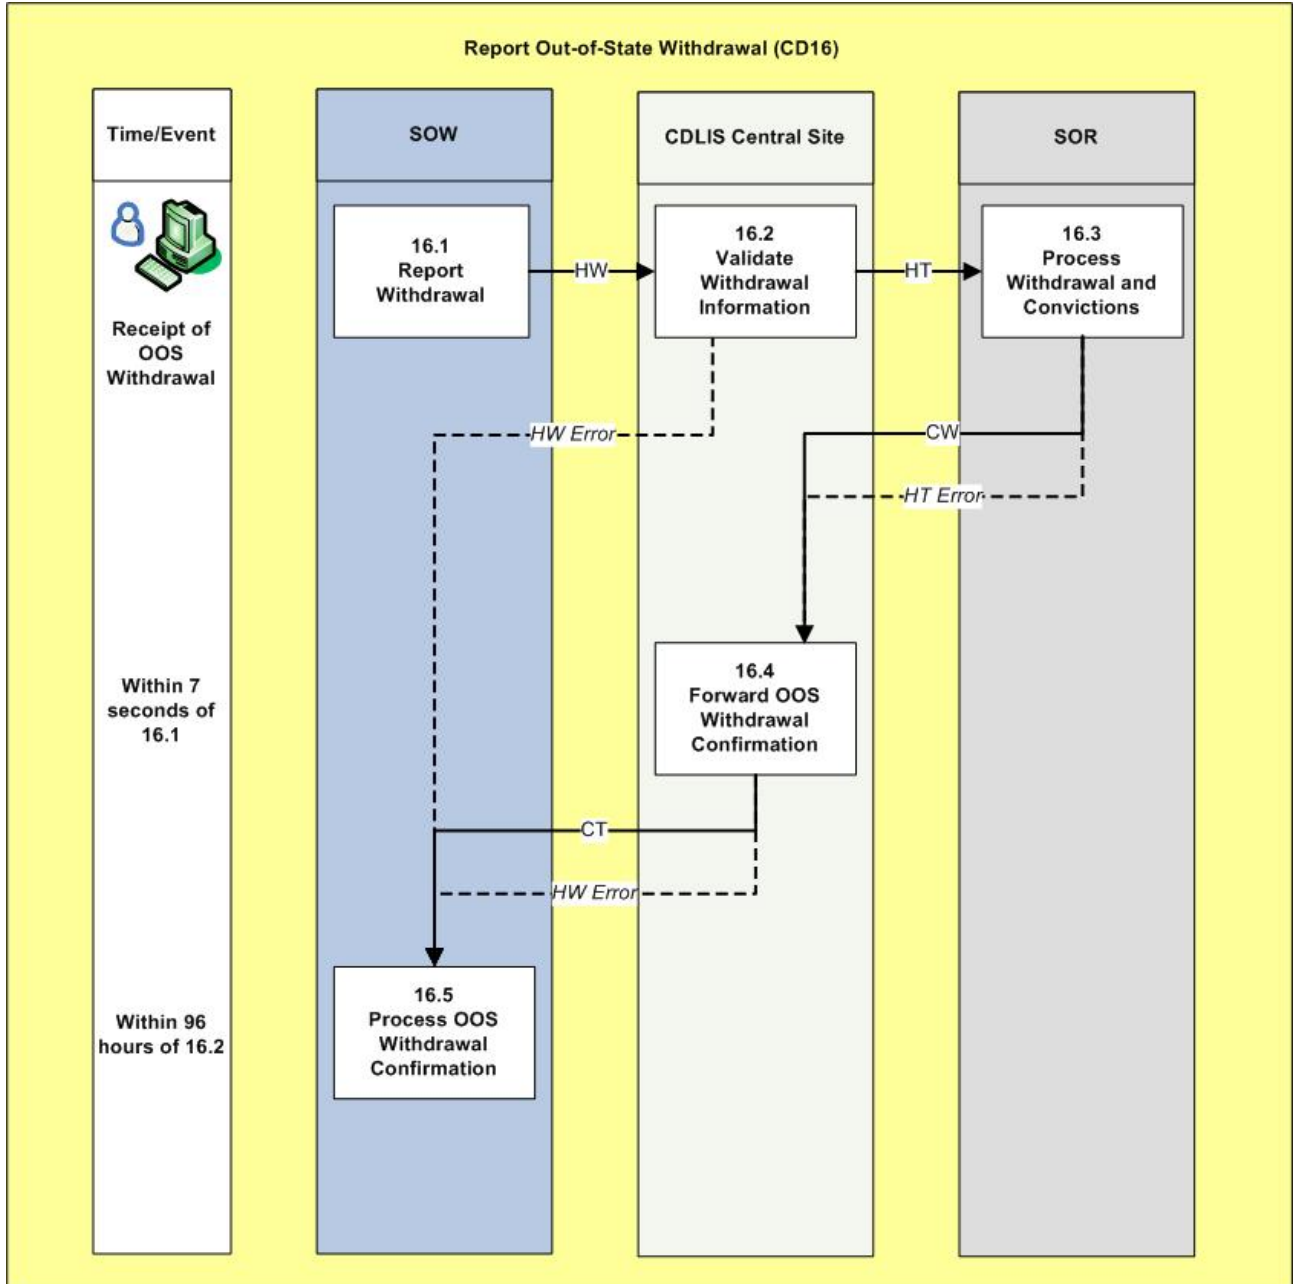 Report Out-of-State Withdrawal (CD16)
Time/Event
SOW
CDLIS Central Site
SOR
Receipt of
OOS
Withdrawal
16.1
Report
Withdrawal
HW
16.2
Validate
Withdrawal
Information
HT
16.3
Process
Withdrawal and
Convictions
HW Error
CW
HT Error
Within 7
seconds of
16.1
16.4
Forward OOS
Withdrawal
Confirmation
CT
HW Error
Within 96
hours of 16.2
16.5
Process OOS
Withdrawal
Confirmation